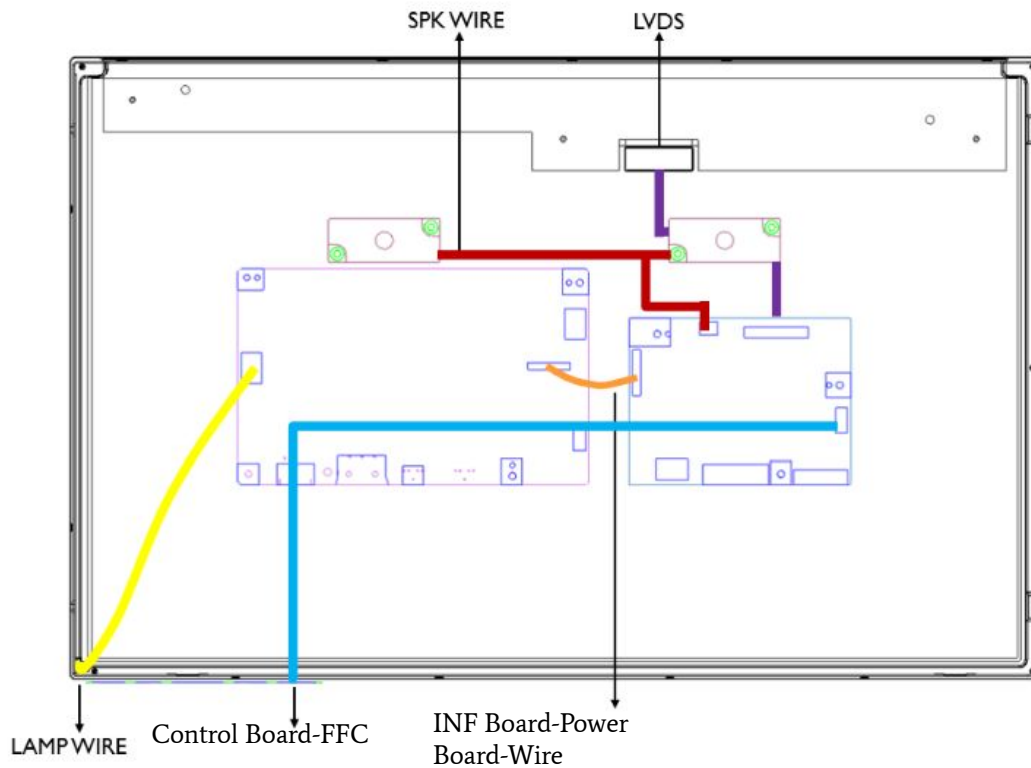 SPK WIRE
LVDS
LAMP WIRE
Control Board-FFC
INF Board-Power
Board-Wire